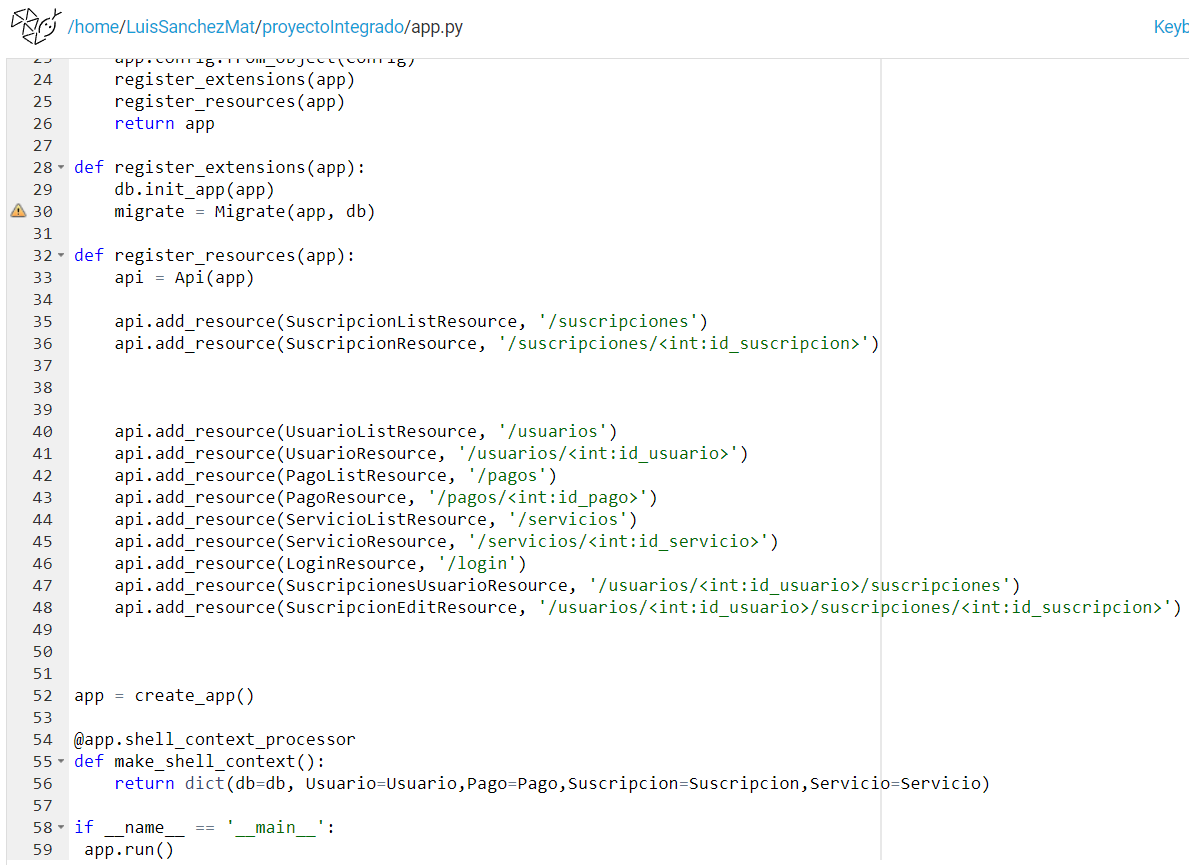 /home/LuisSanchezMat/proyectoIntegrado/app.py
Keyb
23 app.config.from_object(config)
24 register_extensions(app)
25 register_resources(app)
26 return app
27
28 def register_extensions(app):
29 db.init_app(app)
30 migrate = Migrate(app, db)
31
32 def register_resources(app):
33 api = Api(app)
34
35 api.add_resource(SuscripcionListResource, '/suscripciones')
36 api.add_resource(SuscripcionResource, '/suscripciones/<int:id_suscripcion>')
37
38
39
40 api.add_resource(UsuarioListResource, '/usuarios')
41 api.add_resource(UsuarioResource, '/usuarios/<int:id_usuario>')
42 api.add_resource(PagoListResource, '/pagos')
43 api.add_resource(PagoResource, '/pagos/<int:id_pago>')
44 api.add_resource(ServicioListResource, '/servicios')
45 api.add_resource(ServicioResource, '/servicios/<int:id_servicio>')
46 api.add_resource(LoginResource, '/login')
47 api.add_resource(SuscripcionesUsuarioResource, '/usuarios/<int:id_usuario>/suscripciones')
48 api.add_resource(SuscripcionEditResource, '/usuarios/<int:id_usuario>/suscripciones/<int:id_suscripcion>')
49
50
51
52 app = create_app()
53
54 @app.shell_context_processor
55 def make_shell_context():
56 return dict(db=db, Usuario=Usuario,Pago=Pago,Suscripcion=Suscripcion,Servicio=Servicio)
57
58 if __name__ == '__main__':
59 app.run()